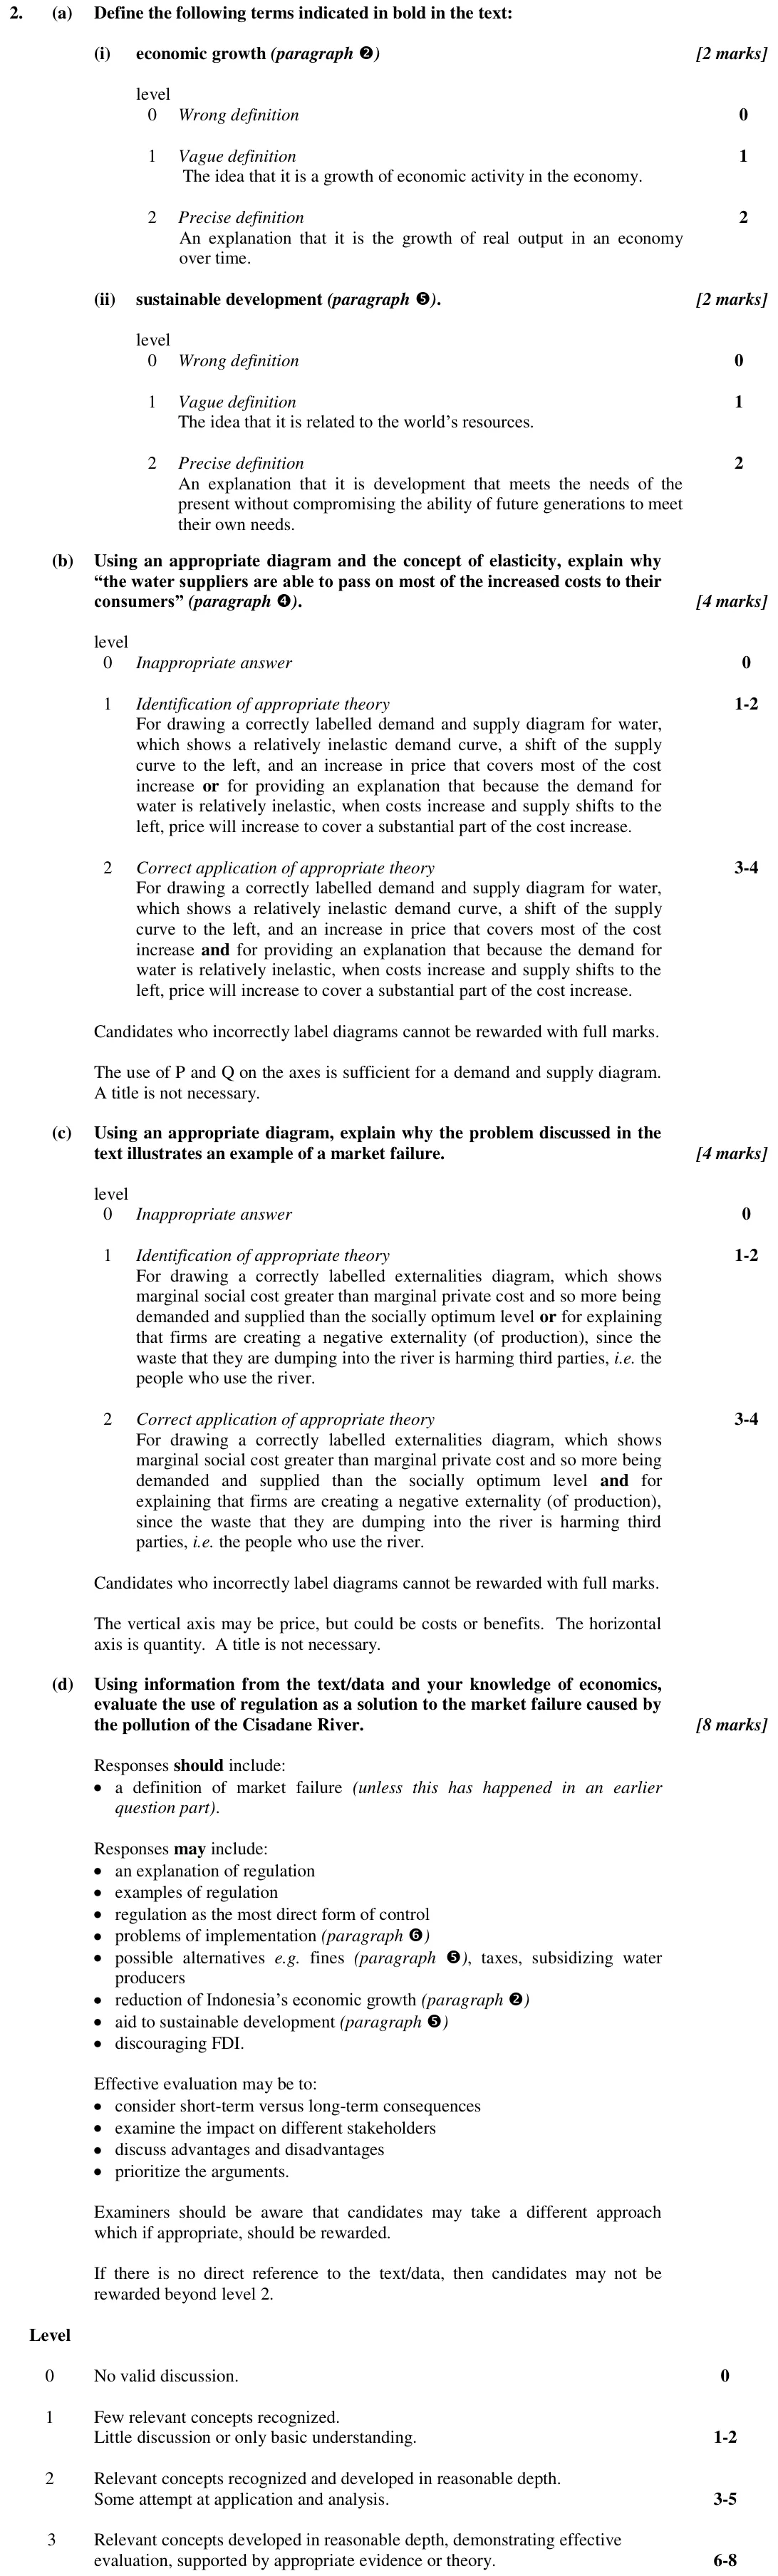 2. (a) Define the following terms indicated in bold in the text:
(i) economic growth (paragraph ❷) [2 marks]
level
0 Wrong definition 0
1 Vague definition 1
The idea that it is a growth of economic activity in the economy.
2 Precise definition 2
An explanation that it is the growth of real output in an economy
over time.
(ii) sustainable development (paragraph ❺). [2 marks]
level
0 Wrong definition 0
1 Vague definition 1
The idea that it is related to the world's resources.
2 Precise definition 2
An explanation that it is development that meets the needs of the
present without compromising the ability of future generations to meet
their own needs.
(b) Using an appropriate diagram and the concept of elasticity, explain why
“the water suppliers are able to pass on most of the increased costs to their
consumers” (paragraph ❹). [4 marks]
level
0 Inappropriate answer 0
1 Identification of appropriate theory 1-2
For drawing a correctly labelled demand and supply diagram for water,
which shows a relatively inelastic demand curve, a shift of the supply
curve to the left, and an increase in price that covers most of the cost
increase or for providing an explanation that because the demand for
water is relatively inelastic, when costs increase and supply shifts to the
left, price will increase to cover a substantial part of the cost increase.
2 Correct application of appropriate theory 3-4
For drawing a correctly labelled demand and supply diagram for water,
which shows a relatively inelastic demand curve, a shift of the supply
curve to the left, and an increase in price that covers most of the cost
increase and for providing an explanation that because the demand for
water is relatively inelastic, when costs increase and supply shifts to the
left, price will increase to cover a substantial part of the cost increase.
Candidates who incorrectly label diagrams cannot be rewarded with full marks.
The use of P and Q on the axes is sufficient for a demand and supply diagram.
A title is not necessary.
(c) Using an appropriate diagram, explain why the problem discussed in the
text illustrates an example of a market failure. [4 marks]
level
0 Inappropriate answer 0
1 Identification of appropriate theory 1-2
For drawing a correctly labelled externalities diagram, which shows
marginal social cost greater than marginal private cost and so more being
demanded and supplied than the socially optimum level or for explaining
that firms are creating a negative externality (of production), since the
waste that they are dumping into the river is harming third parties, i.e. the
people who use the river.
2 Correct application of appropriate theory 3-4
For drawing a correctly labelled externalities diagram, which shows
marginal social cost greater than marginal private cost and so more being
demanded and supplied than the socially optimum level and for
explaining that firms are creating a negative externality (of production),
since the waste that they are dumping into the river is harming third
parties, i.e. the people who use the river.
Candidates who incorrectly label diagrams cannot be rewarded with full marks.
The vertical axis may be price, but could be costs or benefits. The horizontal
axis is quantity. A title is not necessary.
(d) Using information from the text/data and your knowledge of economics,
evaluate the use of regulation as a solution to the market failure caused by
the pollution of the Cisadane River. [8 marks]
Responses should include:
• a definition of market failure (unless this has happened in an earlier
question part).
Responses may include:
• an explanation of regulation
• examples of regulation
• regulation as the most direct form of control
• problems of implementation (paragraph ❻)
• possible alternatives e.g. fines (paragraph ❺), taxes, subsidizing water
producers
• reduction of Indonesia's economic growth (paragraph ❷)
• aid to sustainable development (paragraph ❺)
• discouraging FDI.
Effective evaluation may be to:
• consider short-term versus long-term consequences
• examine the impact on different stakeholders
• discuss advantages and disadvantages
• prioritize the arguments.
Examiners should be aware that candidates may take a different approach
which if appropriate, should be rewarded.
If there is no direct reference to the text/data, then candidates may not be
rewarded beyond level 2.
Level
0 No valid discussion. 0
1 Few relevant concepts recognized.
Little discussion or only basic understanding. 1-2
2 Relevant concepts recognized and developed in reasonable depth.
Some attempt at application and analysis. 3-5
3 Relevant concepts developed in reasonable depth, demonstrating effective
evaluation, supported by appropriate evidence or theory. 6-8